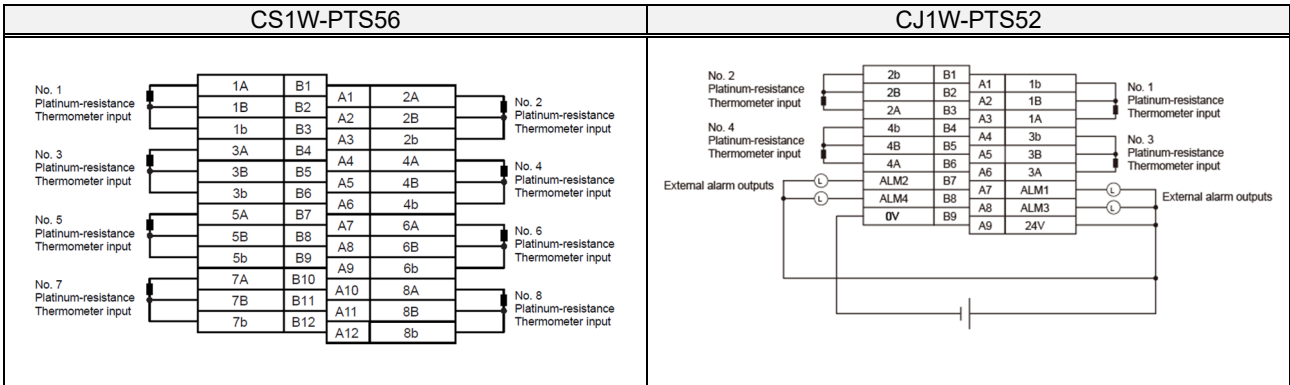 CS1W-PTS56
CJ1W-PTS52
No. 1
Platinum-resistance
Thermometer input
No. 3
Platinum-resistance
Thermometer input
No. 5
Platinum-resistance
Thermometer input
No. 7
Platinum-resistance
Thermometer input
1A B1
1B B2
1b B3
3A B4
3B B5
3b B6
5A B7
5B B8
5b B9
7A B10
7B B11
7b B12
A1 2A
A2 2B
A3 2b
A4 4A
A5 4B
A6 4b
A7 6A
A8 6B
A9 6b
A10 8A
A11 8B
A12 8b
No. 2
Platinum-resistance
Thermometer input
No. 4
Platinum-resistance
Thermometer input
No. 6
Platinum-resistance
Thermometer input
No. 8
Platinum-resistance
Thermometer input
No. 2
Platinum-resistance
Thermometer input
No. 4
Platinum-resistance
Thermometer input
External alarm outputs
L
L
2b B1
2B B2
2A B3
4b B4
4B B5
4A B6
ALM2 B7
ALM4 B8
0V B9
A1 1b
A2 1B
A3 1A
A4 3b
A5 3B
A6 3A
A7 ALM1
A8 ALM3
A9 24V
No. 1
Platinum-resistance
Thermometer input
No. 3
Platinum-resistance
Thermometer input
L
L
External alarm outputs